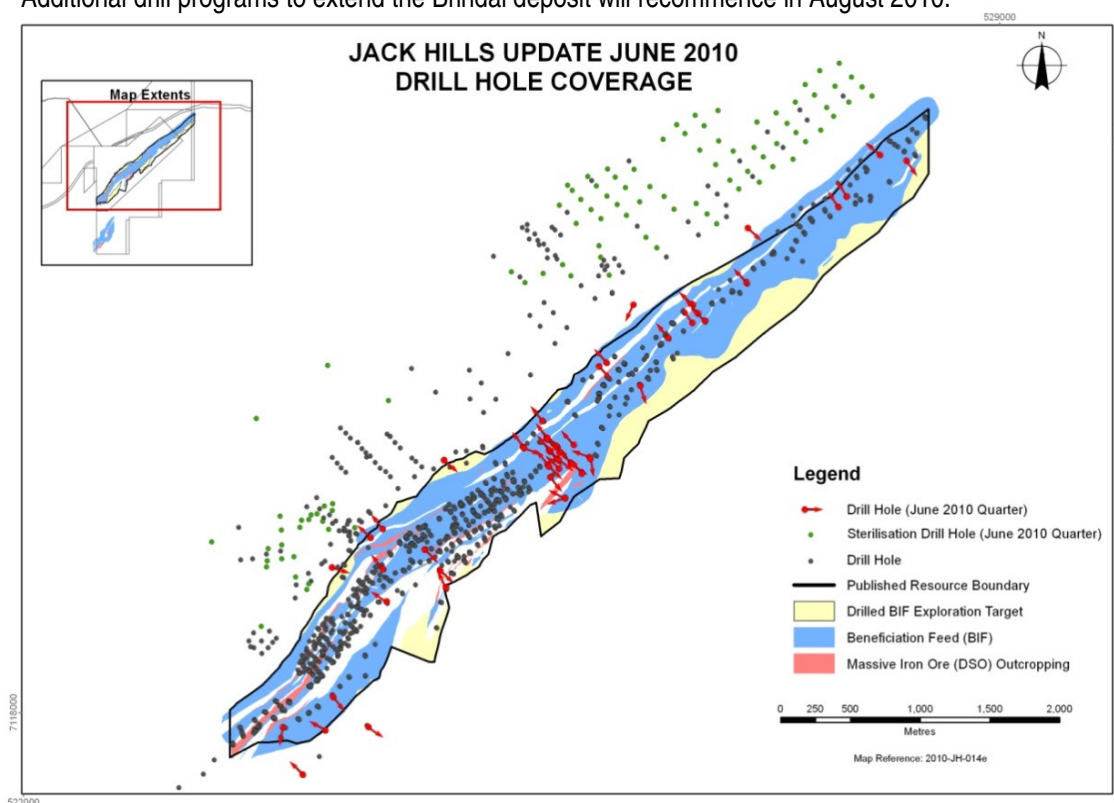 Additional drill programs to extend the Brindal deposit will recommence in August 2010.
529000
JACK HILLS UPDATE JUNE 2010
DRILL HOLE COVERAGE
N
Map Extents
Legend
Drill Hole (June 2010 Quarter)
Sterilisation Drill Hole (June 2010 Quarter)
Drill Hole
Published Resource Boundary
Drilled BIF Exploration Target
Beneficiation Feed (BIF)
Massive Iron Ore (DSO) Outcropping
0 250 500 1,000 1,500 2,000
Metres
Map Reference: 2010-JH-014e
7118000
522000